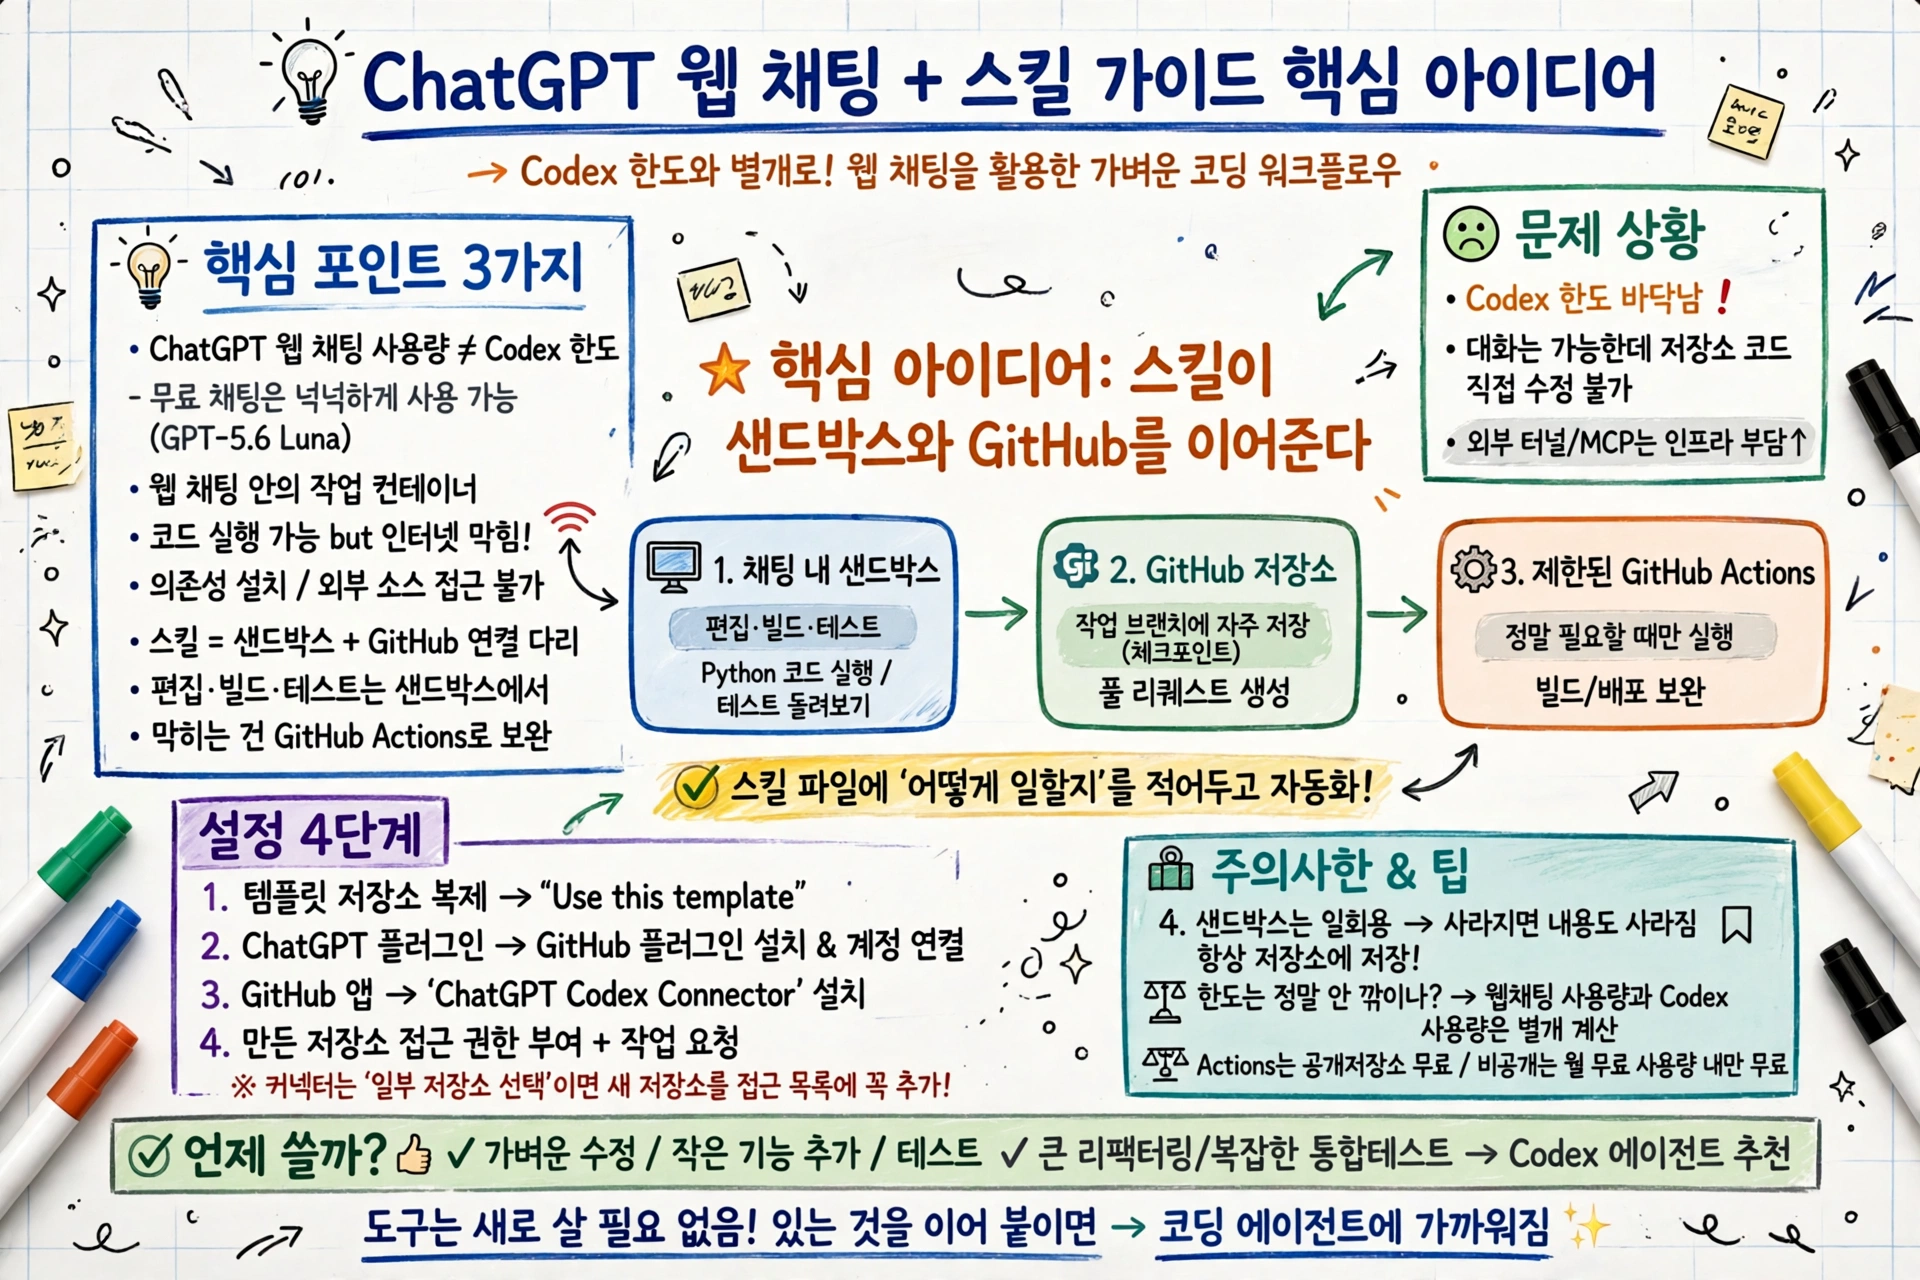 ChatGPT 웹 채팅 + 스킬 가이드 핵심 아이디어
→ Codex 한도와 별개로! 웹 채팅을 활용한 가벼운 코딩 워크플로우
핵심 포인트 3가지
• ChatGPT 웹 채팅 사용량 ≠ Codex 한도
- 무료 채팅은 넉넉하게 사용 가능
(GPT-5.6 Luna)
• 웹 채팅 안의 작업 컨테이너
• 코드 실행 가능 but 인터넷 막힘!
• 의존성 설치 / 외부 소스 접근 불가
• 스킬 = 샌드박스 + GitHub 연결 다리
• 편집·빌드·테스트는 샌드박스에서
• 막히는 건 GitHub Actions로 보완
문제 상황
• Codex 한도 바닥남 !
• 대화는 가능한데 저장소 코드
직접 수정 불가
• 외부 터널/MCP는 인프라 부담↑
핵심 아이디어: 스킬이
샌드박스와 GitHub를 이어준다
1. 채팅 내 샌드박스
편집·빌드·테스트
Python 코드 실행 /
테스트 돌려보기
Gi 2. GitHub 저장소
작업 브랜치에 자주 저장
(체크포인트)
풀 리퀘스트 생성
3. 제한된 GitHub Actions
정말 필요할 때만 실행
빌드/배포 보완
스킬 파일에 ‘어떻게 일할지’를 적어두고 자동화!
설정 4단계
1. 템플릿 저장소 복제 → “Use this template”
2. ChatGPT 플러그인 → GitHub 플러그인 설치 & 계정 연결
3. GitHub 앱 → ‘ChatGPT Codex Connector’ 설치
4. 만든 저장소 접근 권한 부여 + 작업 요청
※ 커넥터는 ‘일부 저장소 선택’이면 새 저장소를 접근 목록에 꼭 추가!
주의사한 & 팁
4. 샌드박스는 일회용 → 사라지면 내용도 사라짐
항상 저장소에 저장!
한도는 정말 안 깎이나? → 웹채팅 사용량과 Codex
사용량은 별개 계산
Actions는 공개저장소 무료 / 비공개는 월 무료 사용량 내만 무료
언제 쓸까? ✓ 가벼운 수정 / 작은 기능 추가 / 테스트 ✓ 큰 리팩터링/복잡한 통합테스트 → Codex 에이전트 추천
도구는 새로 살 필요 없음! 있는 것을 이어 붙이면 → 코딩 에이전트에 가까워짐